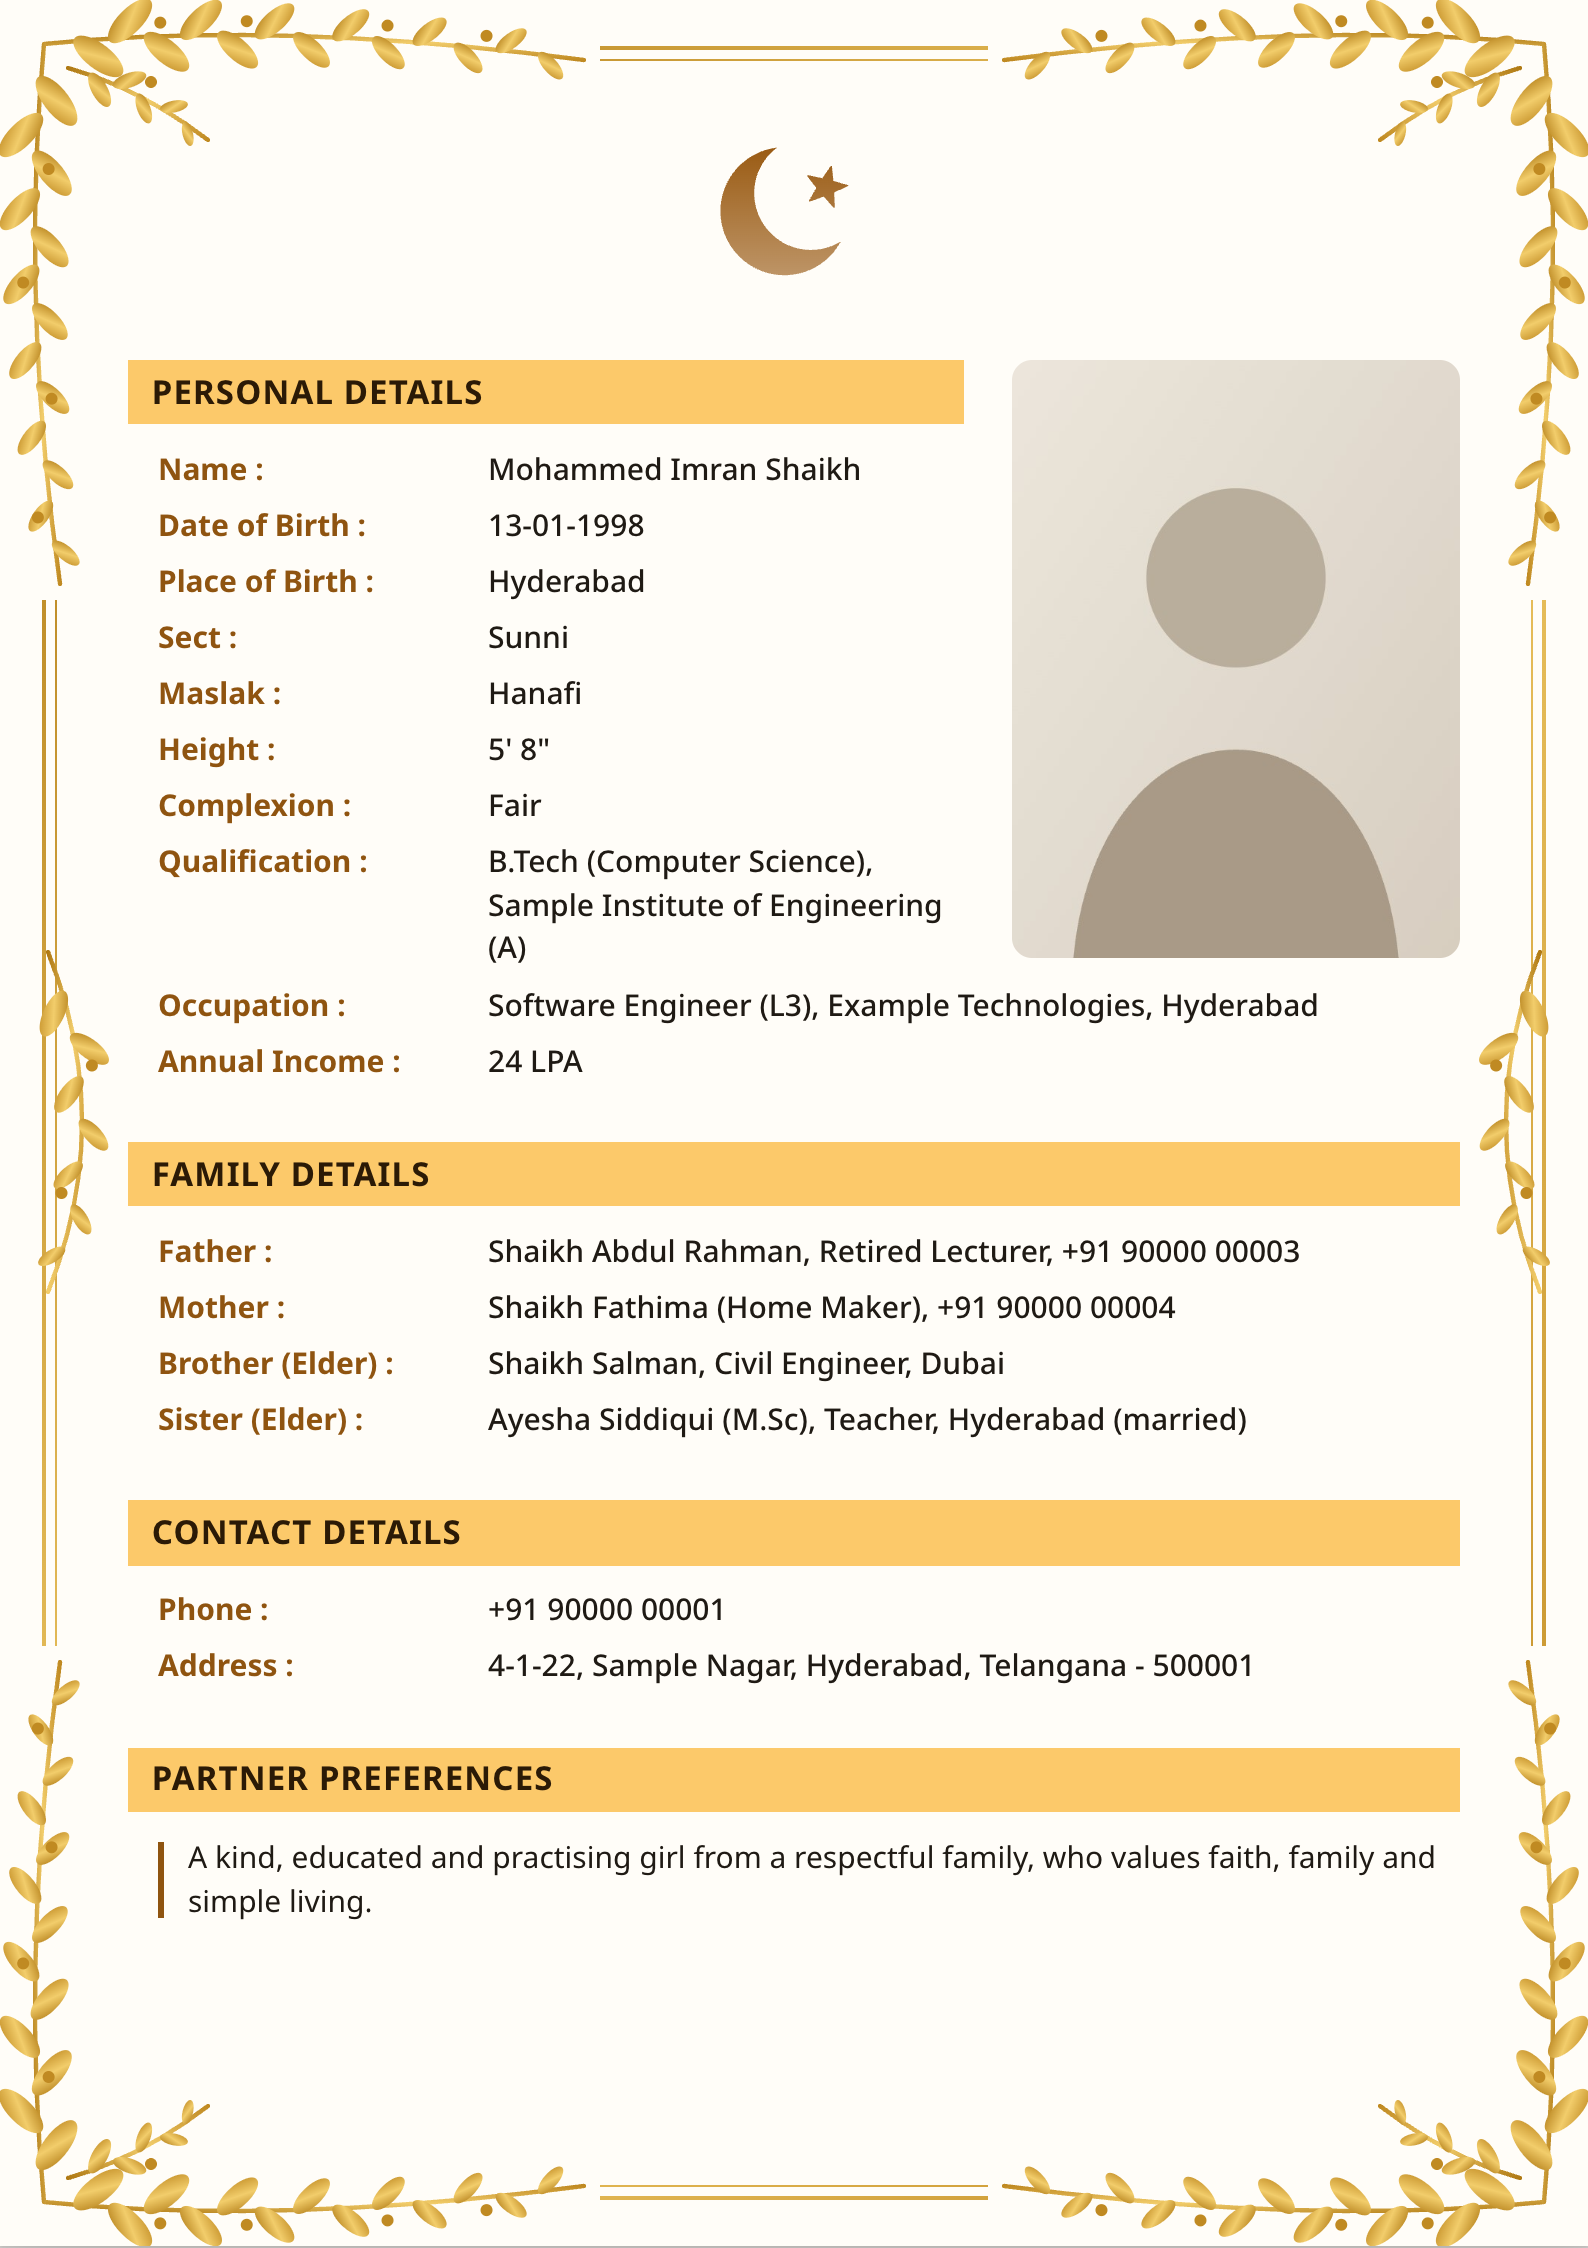 PERSONAL DETAILS
Name : Mohammed Imran Shaikh
Date of Birth : 13-01-1998
Place of Birth : Hyderabad
Sect : Sunni
Maslak : Hanafi
Height : 5' 8"
Complexion : Fair
Qualification : B.Tech (Computer Science),
Sample Institute of Engineering
(A)
Occupation : Software Engineer (L3), Example Technologies, Hyderabad
Annual Income : 24 LPA
FAMILY DETAILS
Father : Shaikh Abdul Rahman, Retired Lecturer, +91 90000 00003
Mother : Shaikh Fathima (Home Maker), +91 90000 00004
Brother (Elder) : Shaikh Salman, Civil Engineer, Dubai
Sister (Elder) : Ayesha Siddiqui (M.Sc), Teacher, Hyderabad (married)
CONTACT DETAILS
Phone : +91 90000 00001
Address : 4-1-22, Sample Nagar, Hyderabad, Telangana - 500001
PARTNER PREFERENCES
A kind, educated and practising girl from a respectful family, who values faith, family and
simple living.